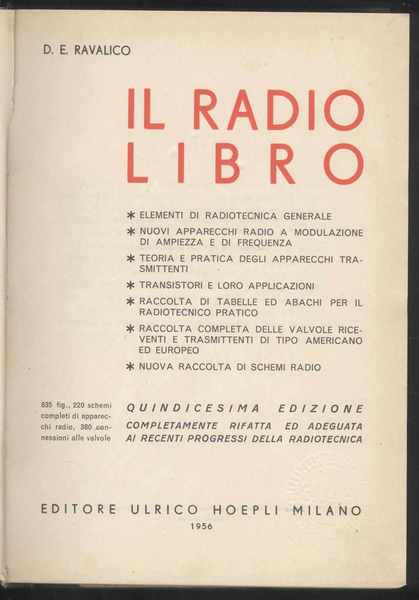 D. E. RAVALICO
IL RADIO
LIBRO
* ELEMENTI DI RADIOTECNICA GENERALE
* NUOVI APPARECCHI RADIO A MODULAZIONE
DI AMPIEZZA E DI FREQUENZA
* TEORIA E PRATICA DEGLI APPARECCHI TRA-
SMITTENTI
* TRANSISTORI E LORO APPLICAZIONI
* RACCOLTA DI TABELLE ED ABACHI PER IL
RADIOTECNICO PRATICO
* RACCOLTA COMPLETA DELLE VALVOLE RICE-
VENTI E TRASMITTENTI DI TIPO AMERICANO
ED EUROPEO
* NUOVA RACCOLTA DI SCHEMI RADIO
835 fig., 220 schemi
completi di apparec-
chi radio, 380 con-
nessioni alle valvole
QUINDICESIMA EDIZIONE
COMPLETAMENTE RIFATTA ED ADEGUATA
AI RECENTI PROGRESSI DELLA RADIOTECNICA
EDITORE ULRICO HOEPLI MILANO
1956